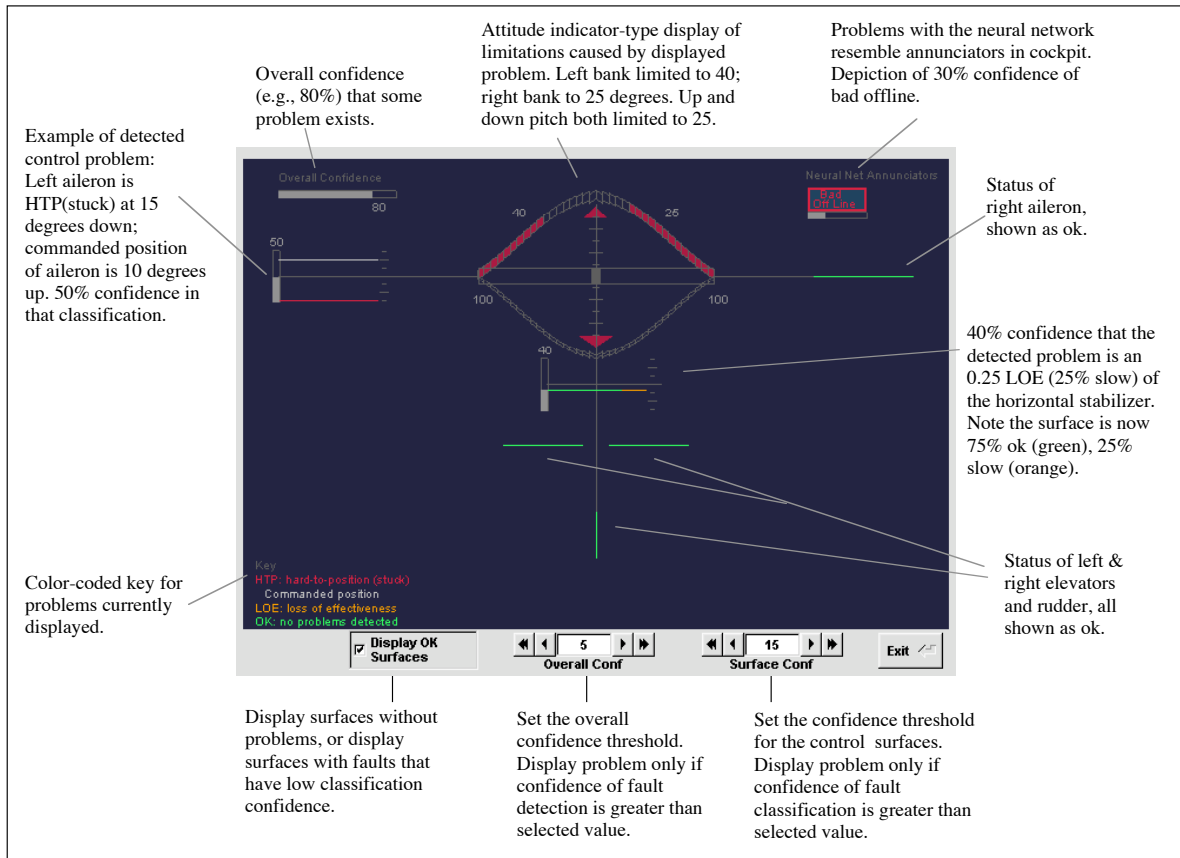 Attitude indicator-type display of
limitations caused by displayed
problem. Left bank limited to 40;
right bank to 25 degrees. Up and
down pitch both limited to 25.
Problems with the neural network
resemble annunciators in cockpit.
Depiction of 30% confidence of
bad offline.
Overall confidence
(e.g., 80%) that some
problem exists.
Example of detected
control problem:
Left aileron is
HTP(stuck) at 15
degrees down;
commanded position
of aileron is 10 degrees
up. 50% confidence in
that classification.
Overall Confidence
80
Neural Net Annunciators
Bad
Off Line
40
25
50
100
100
40
Status of
right aileron,
shown as ok.
40% confidence that the
detected problem is an
0.25 LOE (25% slow) of
the horizontal stabilizer.
Note the surface is now
75% ok (green), 25%
slow (orange).
Status of left &
right elevators
and rudder, all
shown as ok.
Color-coded key for
problems currently
displayed.
Key
HTP: hard-to-position (stuck)
Commanded position
LOE: loss of effectiveness
OK: no problems detected
Display OK
Surfaces
5
Overall Conf
15
Surface Conf
Exit
Display surfaces without
problems, or display
surfaces with faults that
have low classification
confidence.
Set the overall
confidence threshold.
Display problem only if
confidence of fault
detection is greater than
selected value.
Set the confidence threshold
for the control surfaces.
Display problem only if
confidence of fault
classification is greater than
selected value.